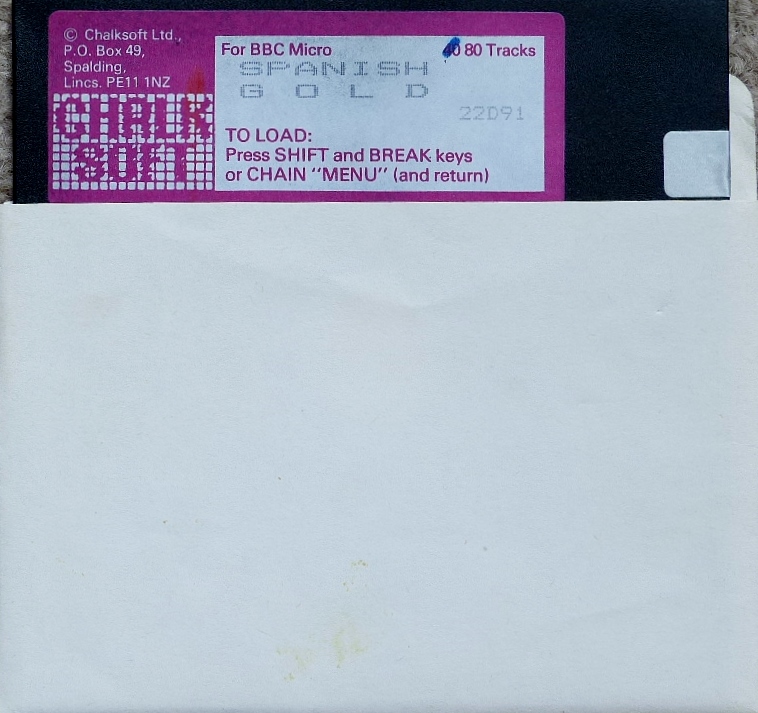 © Chalksoft Ltd.,
P.O. Box 49,
Spalding,
Lincs. PE11 1NZ
CHALK
SOFT
For BBC Micro
40 80 Tracks
SPANISH
GOLD
22D91
TO LOAD:
Press SHIFT and BREAK keys
or CHAIN "MENU" (and return)